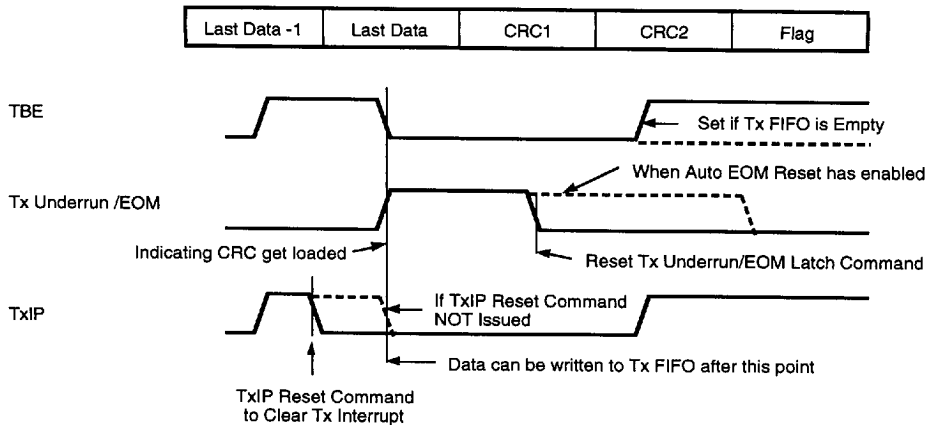 Last Data -1 Last Data CRC1 CRC2 Flag
TBE
Set if Tx FIFO is Empty
When Auto EOM Reset has enabled
Tx Underrun /EOM
Indicating CRC get loaded
Reset Tx Underrun/EOM Latch Command
TxIP
If TxIP Reset Command
NOT Issued
Data can be written to Tx FIFO after this point
TxIP Reset Command
to Clear Tx Interrupt